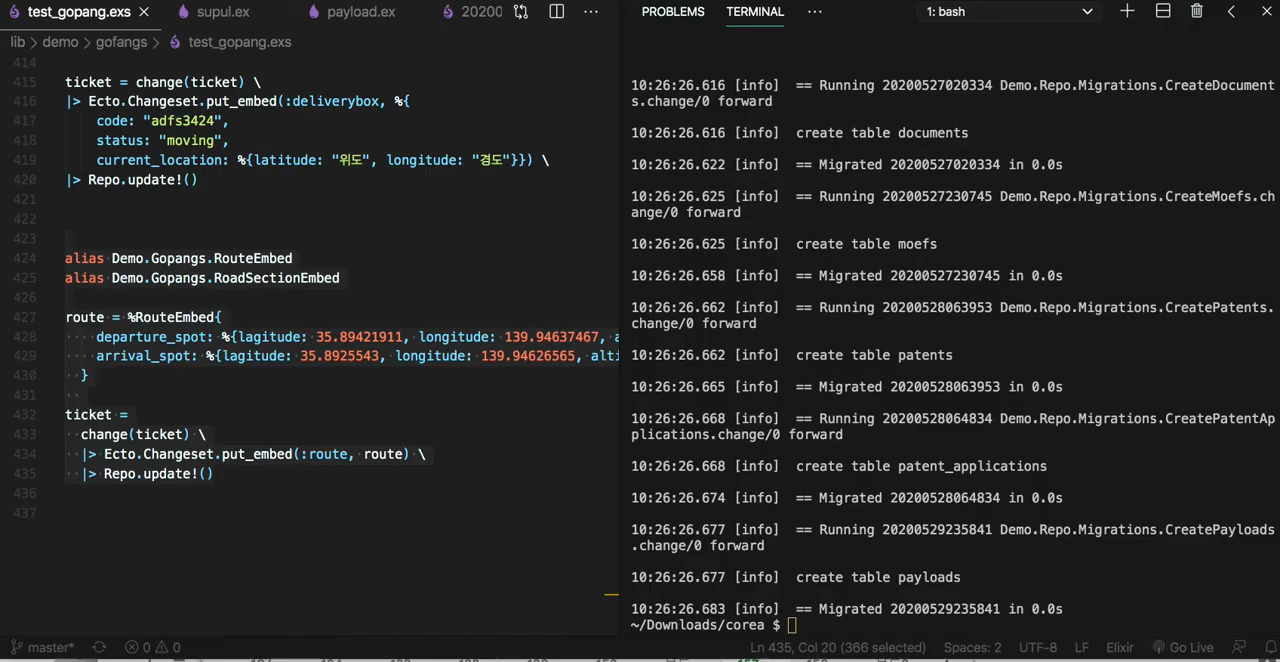 test_gopang.exs
supul.ex
payload.ex
20200
PROBLEMS
TERMINAL
1: bash
lib > demo > gofangs > test_gopang.exs
414
415 ticket = change(ticket) \
416 |> Ecto.Changeset.put_embed(:deliverybox, %{
417 code: "adfs3424",
418 status: "moving",
419 current_location: %{latitude: "위도", longitude: "경도"}}) \
420 |> Repo.update!()
421
422
423
424 alias Demo.Gopangs.RouteEmbed
425 alias Demo.Gopangs.RoadSectionEmbed
426
427 route = %RouteEmbed{
428 departure_spot: %{lagitude: 35.89421911, longitude: 139.94637467, a
429 arrival_spot: %{lagitude: 35.8925543, longitude: 139.94626565, alti
430 }
431
432 ticket =
433 change(ticket) \
434 |> Ecto.Changeset.put_embed(:route, route) \
435 |> Repo.update!()
436
437
10:26:26.616 [info] == Running 20200527020334 Demo.Repo.Migrations.CreateDocument
s.change/0 forward
10:26:26.616 [info] create table documents
10:26:26.622 [info] == Migrated 20200527020334 in 0.0s
10:26:26.625 [info] == Running 20200527230745 Demo.Repo.Migrations.CreateMoefs.ch
ange/0 forward
10:26:26.625 [info] create table moefs
10:26:26.658 [info] == Migrated 20200527230745 in 0.0s
10:26:26.662 [info] == Running 20200528063953 Demo.Repo.Migrations.CreatePatents.
change/0 forward
10:26:26.662 [info] create table patents
10:26:26.665 [info] == Migrated 20200528063953 in 0.0s
10:26:26.668 [info] == Running 20200528064834 Demo.Repo.Migrations.CreatePatentAp
plications.change/0 forward
10:26:26.668 [info] create table patent_applications
10:26:26.674 [info] == Migrated 20200528064834 in 0.0s
10:26:26.677 [info] == Running 20200529235841 Demo.Repo.Migrations.CreatePayloads
.change/0 forward
10:26:26.677 [info] create table payloads
10:26:26.683 [info] == Migrated 20200529235841 in 0.0s
~/Downloads/corea $
master*
0
0
Ln 435, Col 20 (366 selected)
Spaces: 2
UTF-8
LF
Elixir
Go Live